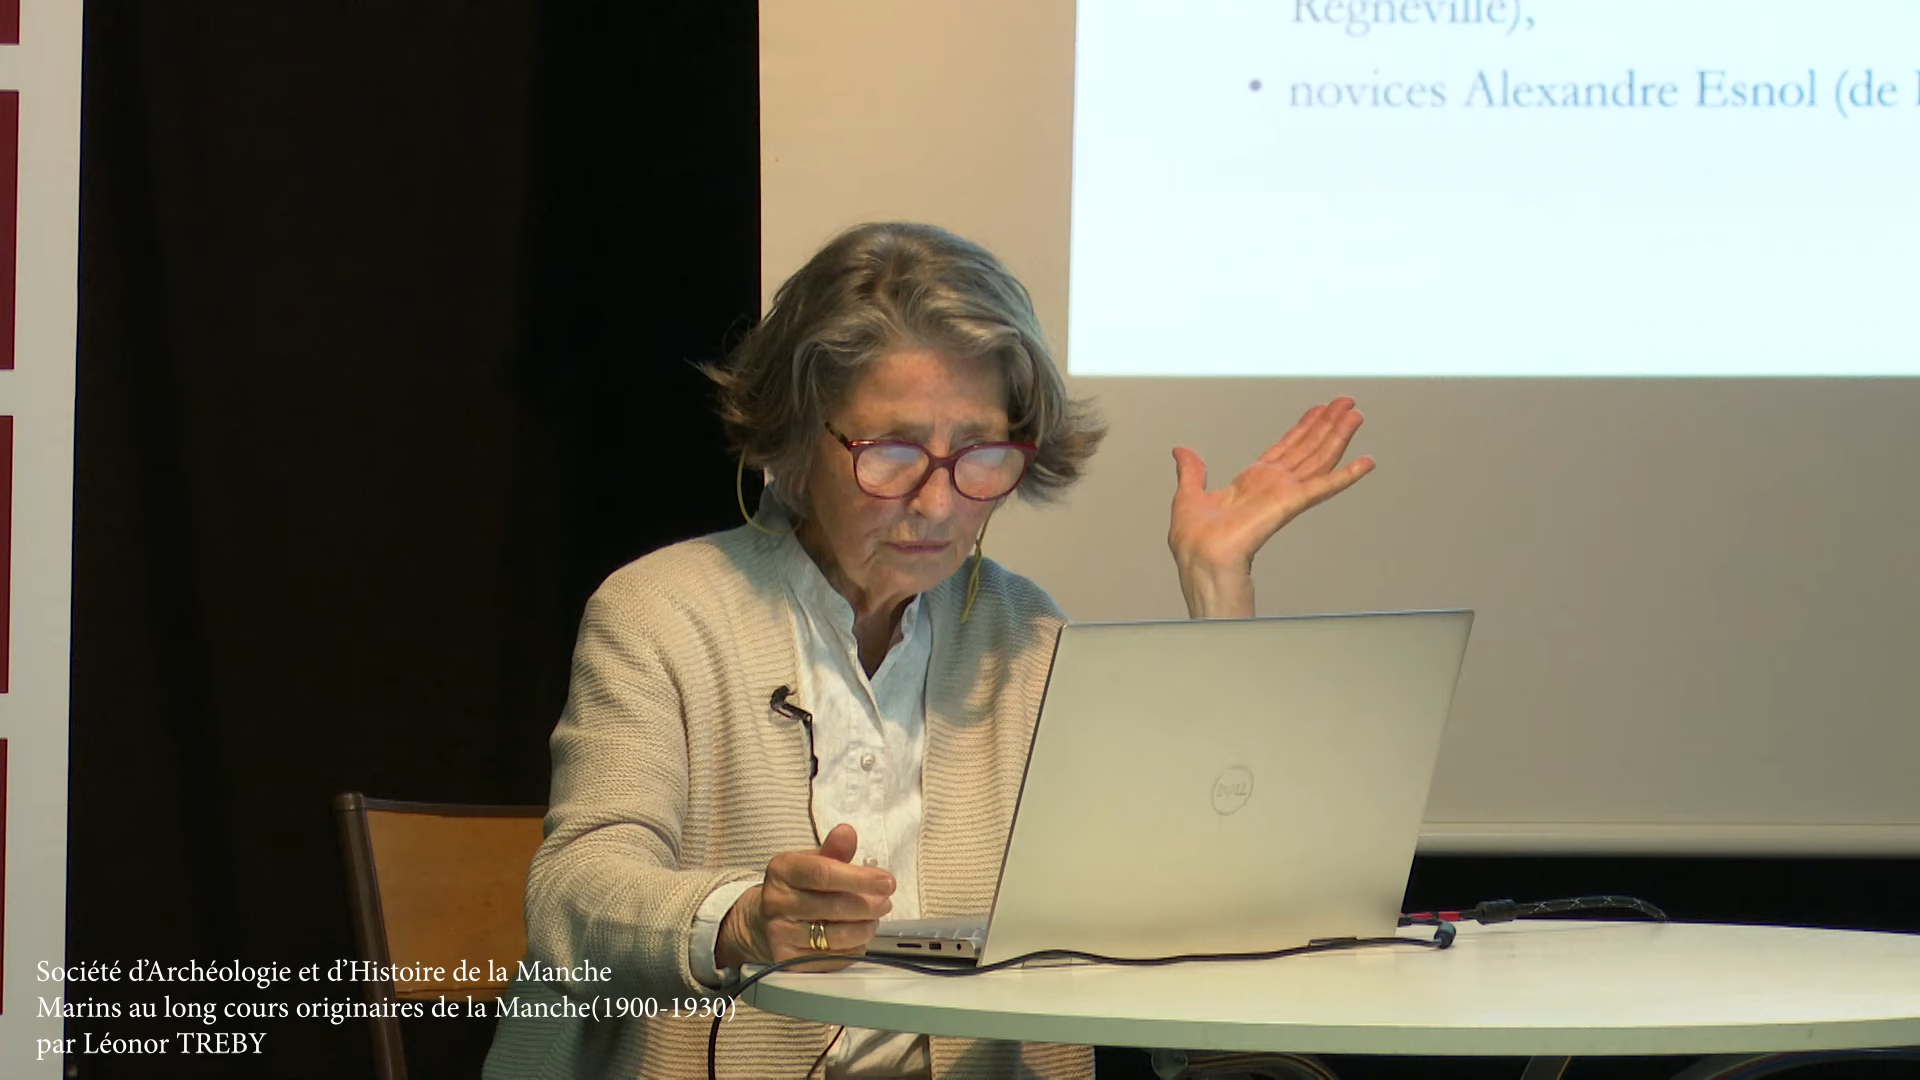 Regneville),
• novices Alexandre Esnol (de
DELL
Société d’Archéologie et d’Histoire de la Manche
Marins au long cours originaires de la Manche(1900-1930)
par Léonor TREBY